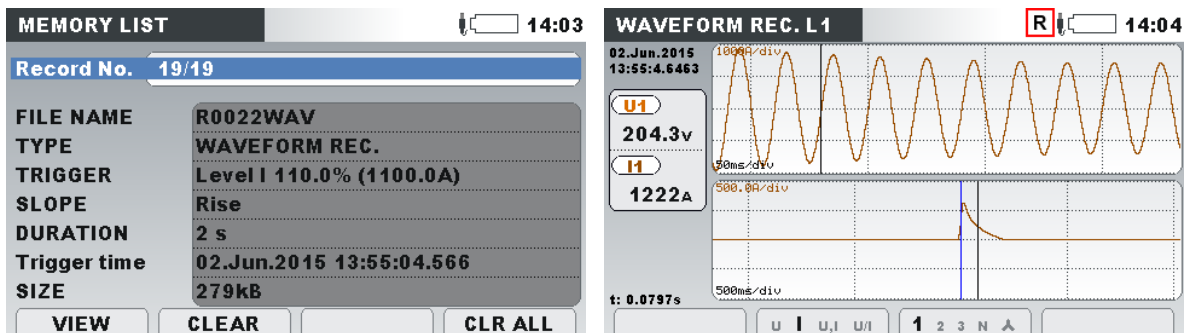 MEMORY LIST 14:03
Record No. 19/19
FILE NAME R0022WAV
TYPE WAVEFORM REC.
TRIGGER Level I 110.0% (1100.0A)
SLOPE Rise
DURATION 2 s
Trigger time 02.Jun.2015 13:55:04.566
SIZE 279kB
VIEW CLEAR CLR ALL
WAVEFORM REC. L1 R 14:04
02.Jun.2015
13:55:4.6463
U1
204.3v
I1
1222A
1000A/div
50ms/div
500.0A/div
500ms/div
t: 0.0797s
U I U,I U/I 1 2 3 N